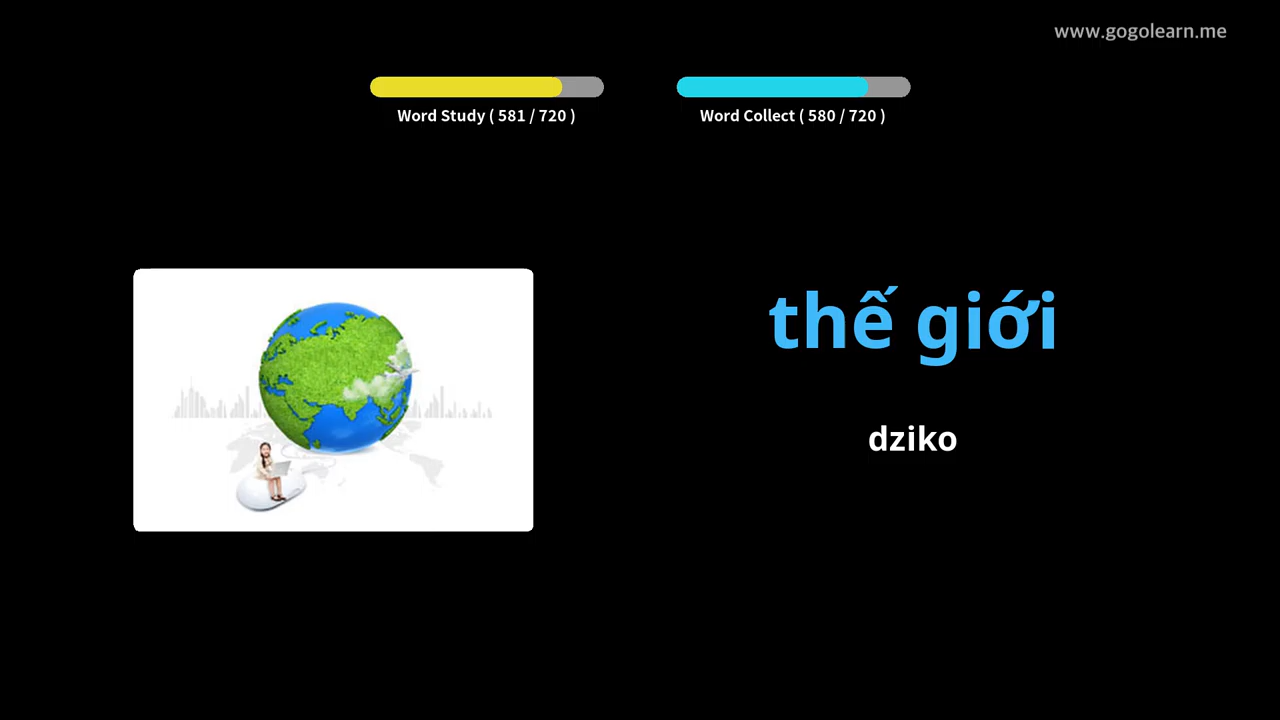 www.gogolearn.me
Word Study ( 581 / 720 )
Word Collect ( 580 / 720 )
thế giới
dziko